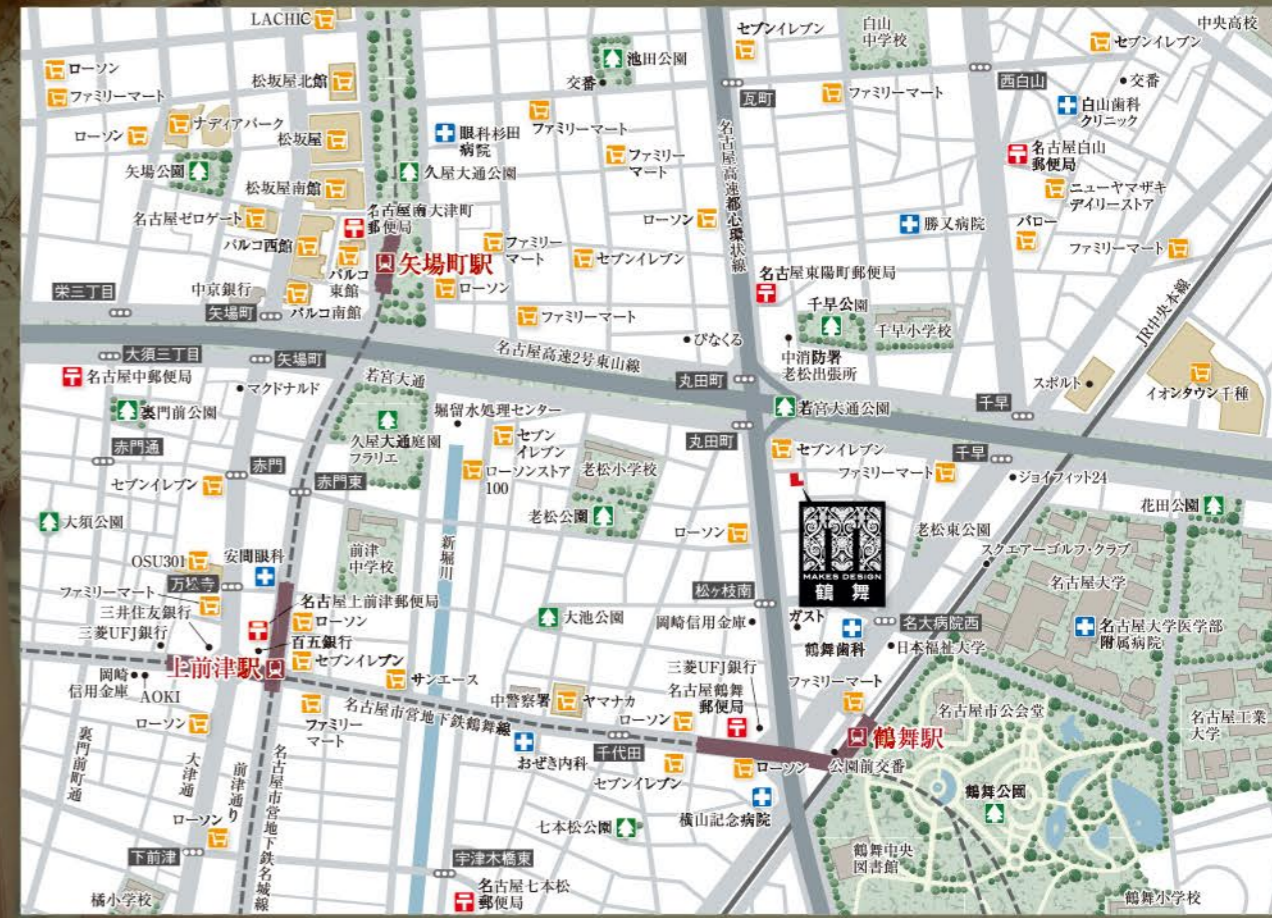 LACHIC
セブンイレブン
白山
中学校
中央高校
セブンイレブン
ローソン
松坂屋北館
池田公園
交番
西白山
交番
ファミリーマート
瓦町
ファミリーマート
白山歯科
クリニック
ローソン
ナディアパーク
松坂屋
眼科杉田
病院
ファミリーマート
名古屋高速都心環状線
ファミリー
マート
名古屋白山
郵便局
矢場公園
久屋大通公園
松坂屋南館
ニューヤマザキ
デイリーストア
名古屋ゼロゲート
名古屋南大津町
郵便局
ローソン
勝又病院
バロー
ファミリーマート
パルコ西館
ファミリー
マート
セブンイレブン
矢場町駅
パルコ
東館
名古屋東陽町郵便局
栄三丁目
中京銀行
ローソン
千早公園
矢場町
パルコ南館
ファミリーマート
千早小学校
JR中央本線
大須三丁目
矢場町
名古屋高速2号東山線
ぴなくる
中消防署
老松出張所
名古屋中郵便局
マクドナルド
若宮大通
丸田町
スポルト
イオンタウン千種
裏門前公園
久屋大通庭園
フラリエ
堀留水処理センター
若宮大通公園
千早
赤門通
セブン
イレブン
丸田町
セブンイレブン
千早
赤門
ローソンストア
100
老松小学校
ファミリーマート
ジョイフィット24
セブンイレブン
赤門東
花田公園
大須公園
老松公園
ローソン
老松東公園
OSU301
安間眼科
前津
中学校
新堀川
スクエアーゴルフ・クラブ
MAKES DESIGN
鶴舞
名古屋大学
万松寺
ファミリーマート
三井住友銀行
三菱UFJ銀行
名古屋上前津郵便局
ローソン
百五銀行
セブンイレブン
大池公園
松ヶ枝南
岡崎信用金庫
ガスト
鶴舞歯科
名大病院西
日本福祉大学
名古屋大学医学部
附属病院
上前津駅
岡崎
信用金庫
AOKI
サンエース
三菱UFJ銀行
名古屋鶴舞
郵便局
ファミリーマート
ローソン
ファミリー
マート
名古屋市営地下鉄鶴舞線
中警察署
ヤマナカ
ローソン
名古屋市公会堂
名古屋工業
大学
裏門前町通
大津通
前津通り
名古屋市営地下鉄名城線
おぜき内科
千代田
セブンイレブン
ローソン
鶴舞駅
公園前交番
鶴舞公園
ローソン
七本松公園
横山記念病院
下前津
宇津木橋東
鶴舞中央
図書館
橘小学校
名古屋七本松
郵便局
鶴舞小学校